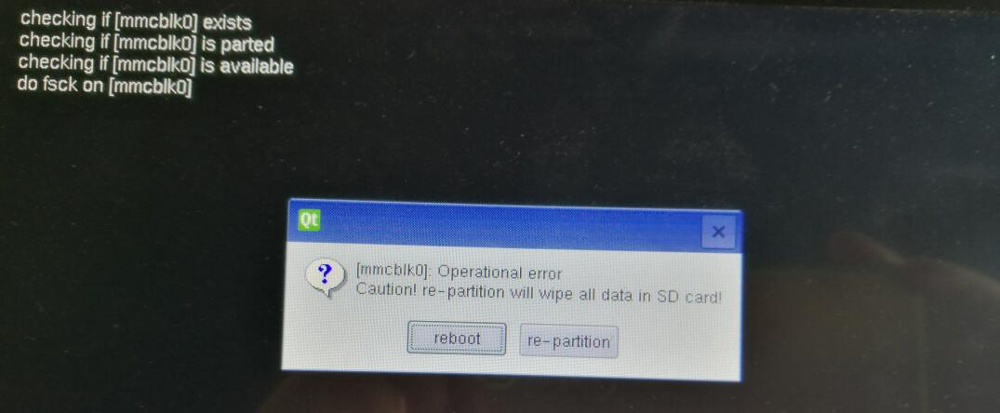 checking if [mmcblk0] exists
checking if [mmcblk0] is parted
checking if [mmcblk0] is available
do fsck on [mmcblk0]
Qt
[mmcblk0]: Operational error
Caution! re-partition will wipe all data in SD card!
reboot
re-partition